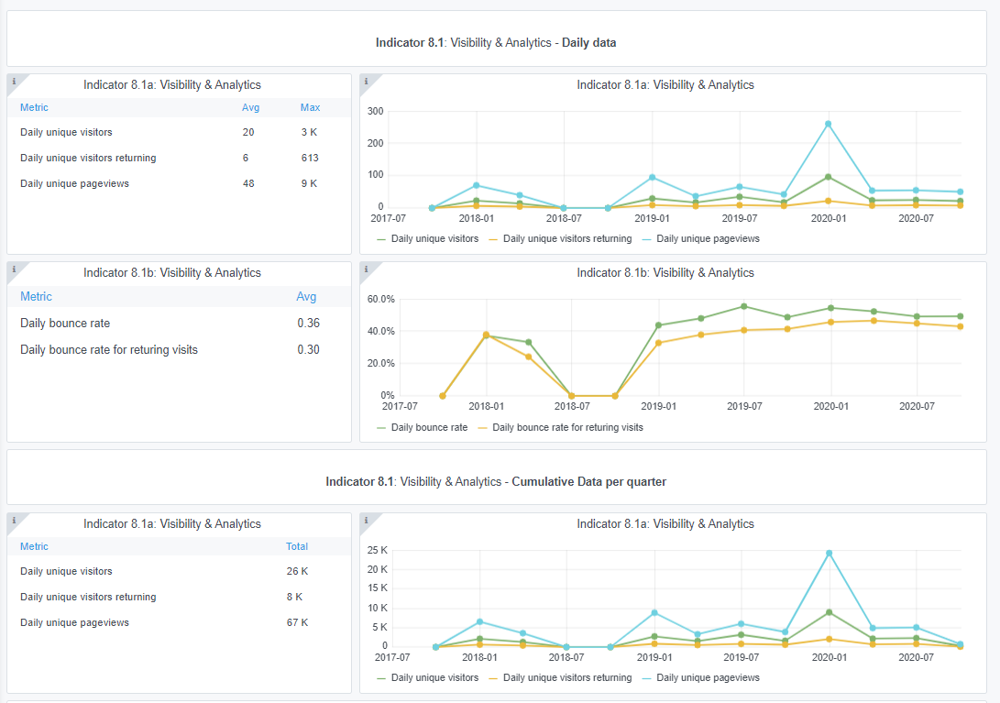 Indicator 8.1: Visibility & Analytics - Daily data
Indicator 8.1a: Visibility & Analytics
Metric Avg Max
Daily unique visitors 20 3 K
Daily unique visitors returning 6 613
Daily unique pageviews 48 9 K
Indicator 8.1a: Visibility & Analytics
300
200
100
0
2017-07 2018-01 2018-07 2019-01 2019-07 2020-01 2020-07
Daily unique visitors Daily unique visitors returning Daily unique pageviews
Indicator 8.1b: Visibility & Analytics
Metric Avg
Daily bounce rate 0.36
Daily bounce rate for returing visits 0.30
Indicator 8.1b: Visibility & Analytics
60.0%
40.0%
20.0%
0%
2017-07 2018-01 2018-07 2019-01 2019-07 2020-01 2020-07
Daily bounce rate Daily bounce rate for returing visits
Indicator 8.1: Visibility & Analytics - Cumulative Data per quarter
Indicator 8.1a: Visibility & Analytics
Metric Total
Daily unique visitors 26 K
Daily unique visitors returning 8 K
Daily unique pageviews 67 K
Indicator 8.1a: Visibility & Analytics
25 K
20 K
15 K
10 K
5 K
0
2017-07 2018-01 2018-07 2019-01 2019-07 2020-01 2020-07
Daily unique visitors Daily unique visitors returning Daily unique pageviews